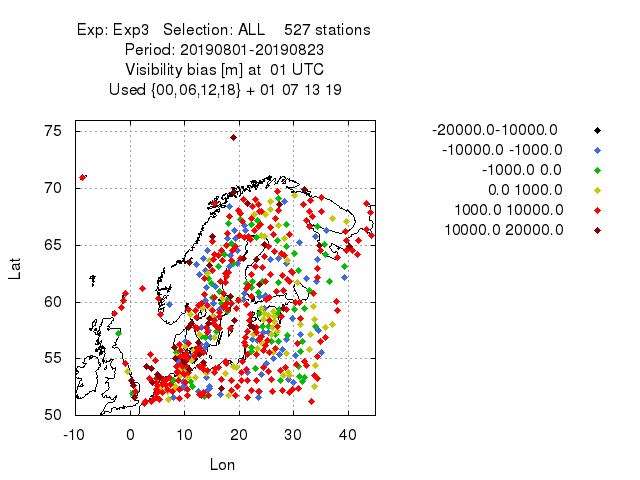 Exp: Exp3   Selection: ALL    527 stations
Period: 20190801-20190823
Visibility bias [m] at  01 UTC
Used {00,06,12,18} + 01 07 13 19
-20000.0-10000.0
-10000.0 -1000.0
-1000.0 0.0
0.0 1000.0
1000.0 10000.0
10000.0 20000.0
75
70
65
60
55
50
Lat
-10 0 10 20 30 40
Lon